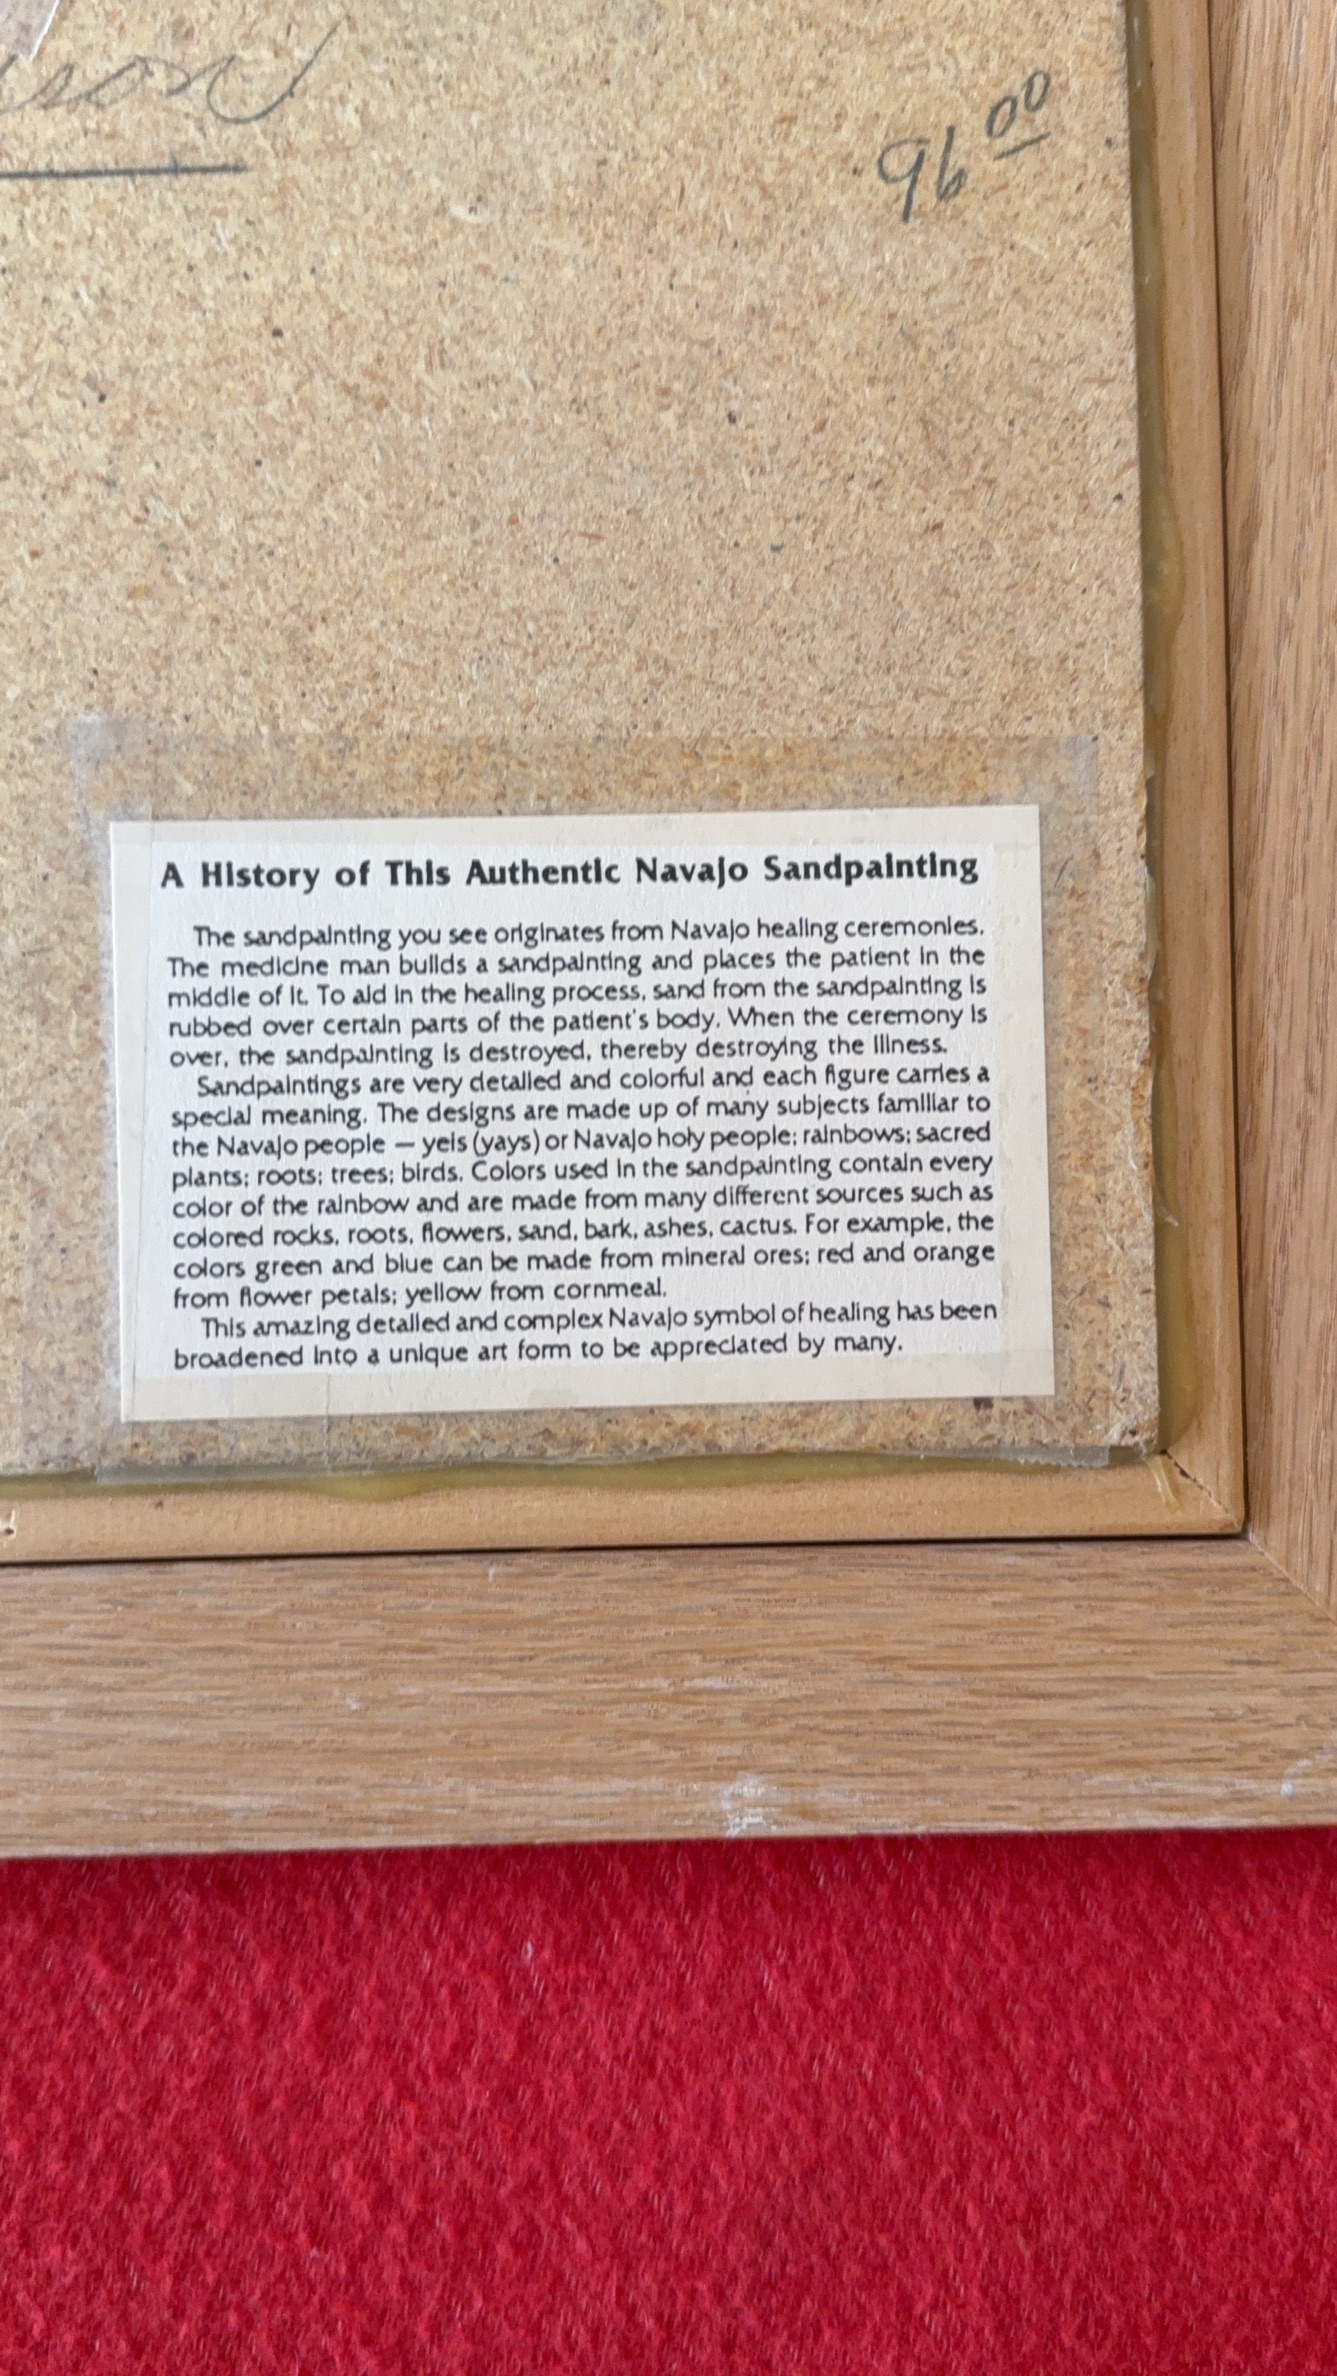 96 00
A History of This Authentic Navajo Sandpainting
The sandpainting you see originates from Navajo healing ceremonies.
The medicine man builds a sandpainting and places the patient in the
middle of it. To aid in the healing process, sand from the sandpainting is
rubbed over certain parts of the patient's body. When the ceremony is
over, the sandpainting is destroyed, thereby destroying the illness.
Sandpaintings are very detailed and colorful and each figure carries a
special meaning. The designs are made up of many subjects familiar to
the Navajo people — yeis (yays) or Navajo holy people; rainbows; sacred
plants; roots; trees; birds. Colors used in the sandpainting contain every
color of the rainbow and are made from many different sources such as
colored rocks, roots, flowers, sand, bark, ashes, cactus. For example, the
colors green and blue can be made from mineral ores; red and orange
from flower petals; yellow from cornmeal.
This amazing detailed and complex Navajo symbol of healing has been
broadened into a unique art form to be appreciated by many.